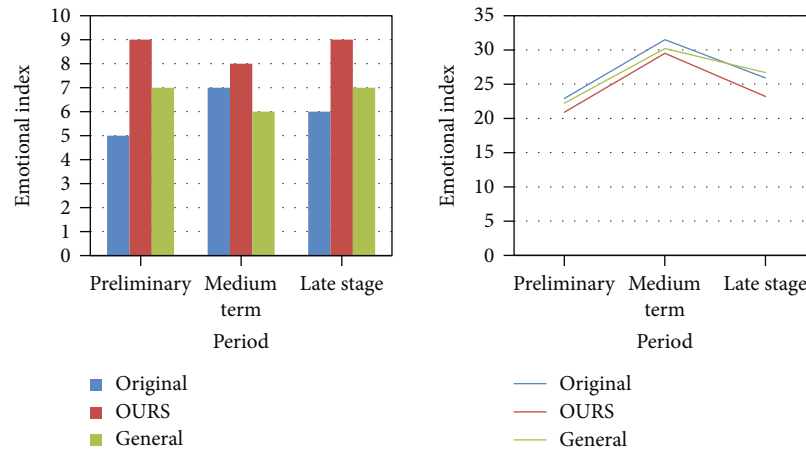 Emotional index
10
9
8
7
6
5
4
3
2
1
0
Preliminary Medium term Late stage
Period
Original
OURS
General
Emotional index
35
30
25
20
15
10
5
0
Preliminary Medium term Late stage
Period
Original
OURS
General